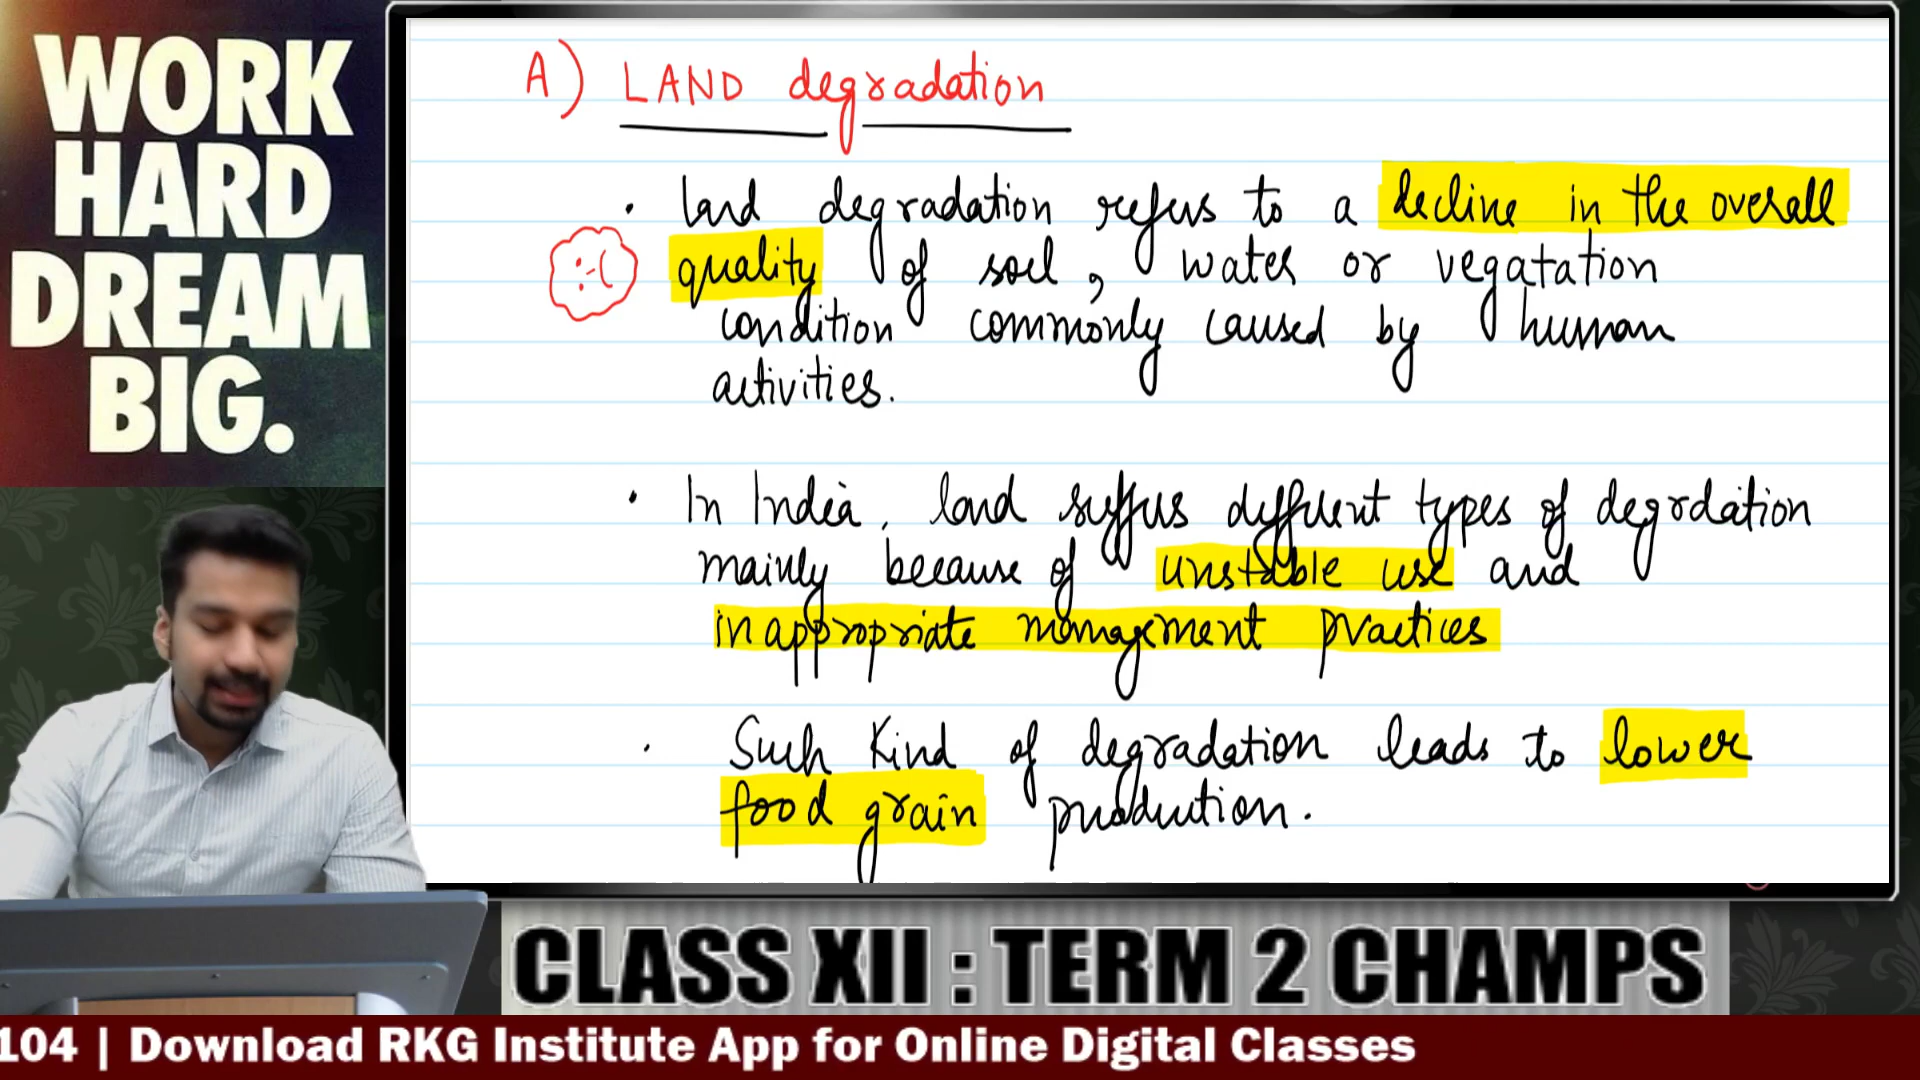 WORK
HARD
DREAM
BIG.
A) LAND degradation
• land degradation refers to a decline in the overall
:-( quality of soil, water or vegatation
condition commonly caused by human
activities.
• In India, land suffers different types of degrdation
mainly because of unstable use and
inappropriate management practices
• Such kind of degradation leads to lower
food grain production.
CLASS XII : TERM 2 CHAMPS
104 | Download RKG Institute App for Online Digital Classes